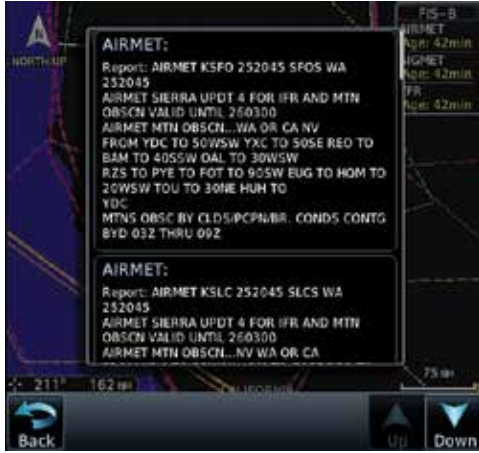 FIS-B
AIRMET
Age: 42min
SIGMET
Age: 42min
TFR
Age: 42min
NORTH UP
AIRMET:
Report: AIRMET KSFO 252045 SFOS WA
252045
AIRMET SIERRA UPDT 4 FOR IFR AND MTN
OBSCN VALID UNTIL 260300
AIRMET MTN OBSCN...WA OR CA NV
FROM YDC TO 50WSW YXC TO 50SE REO TO
BAM TO 40SSW OAL TO 30WSW
RZS TO PYE TO FOT TO 90SW EUG TO HQM TO
20WSW TOU TO 30NE HUH TO
YDC
MTNS OBSC BY CLDS/PCPN/BR. CONDS CONTG
BYD 03Z THRU 09Z
AIRMET:
Report: AIRMET KSLC 252045 SLCS WA
252045
AIRMET SIERRA UPDT 4 FOR IFR AND MTN
OBSCN VALID UNTIL 260300
AIRMET MTN OBSCN...NV WA OR CA
211° 162 NM
CALIFORNIA
75 NM
Back
Up
Down